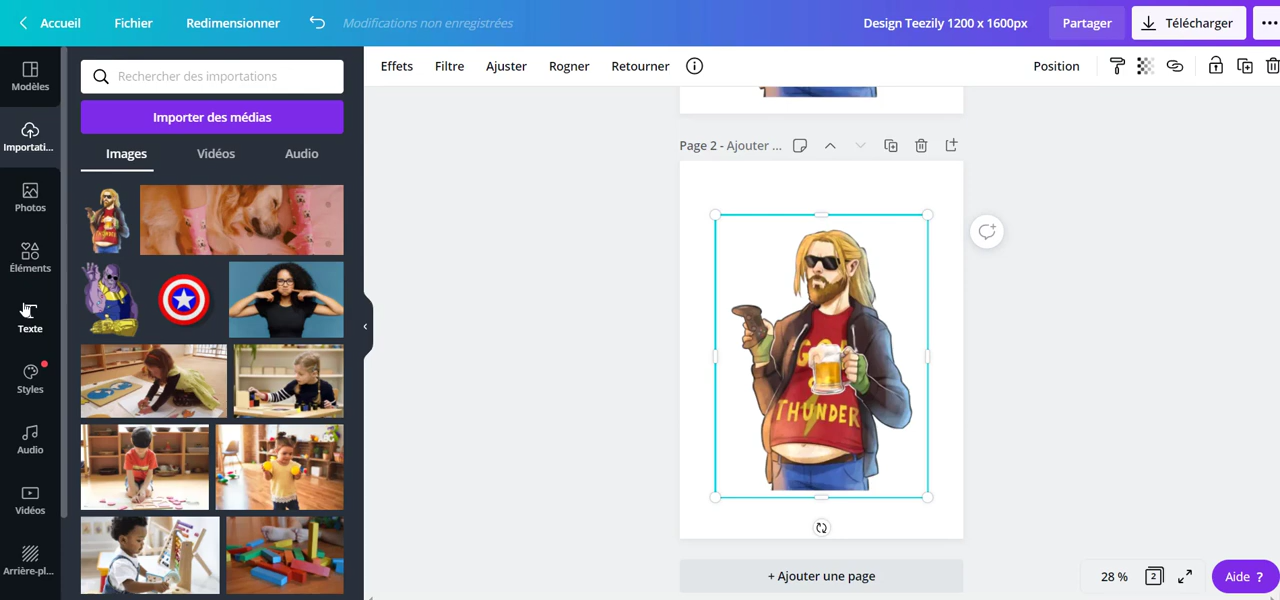 Accueil
Fichier
Redimensionner
Modifications non enregistrées
Design Teezily 1200 x 1600px
Partager
Télécharger
Modèles
Importati...
Photos
Éléments
Texte
Styles
Audio
Vidéos
Arrière-pl...
Rechercher des importations
Importer des médias
Images
Vidéos
Audio
Effets
Filtre
Ajuster
Rogner
Retourner
Position
Page 2 - Ajouter ...
THUNDER
+ Ajouter une page
28 %
2
Aide ?